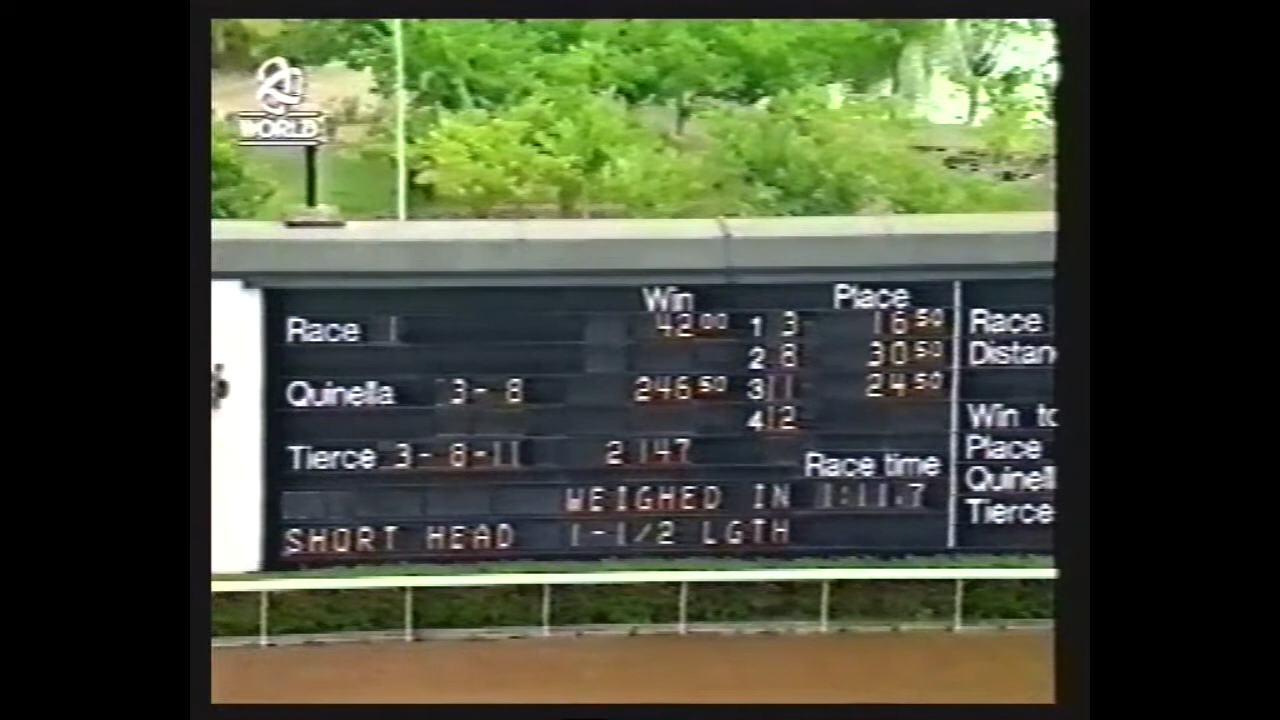 WORLD
Win Place
Race 1 42.00 1 3 16.50 Race
2 8 30.50 Distan
Quinella 3-8 246.50 3 11 24.50
4 12 Win to
Tierce 3-8-11 2147 Place
Race time Quinell
WEIGHED IN 1:11.7 Tierce
SHORT HEAD 1-1/2 LGTH